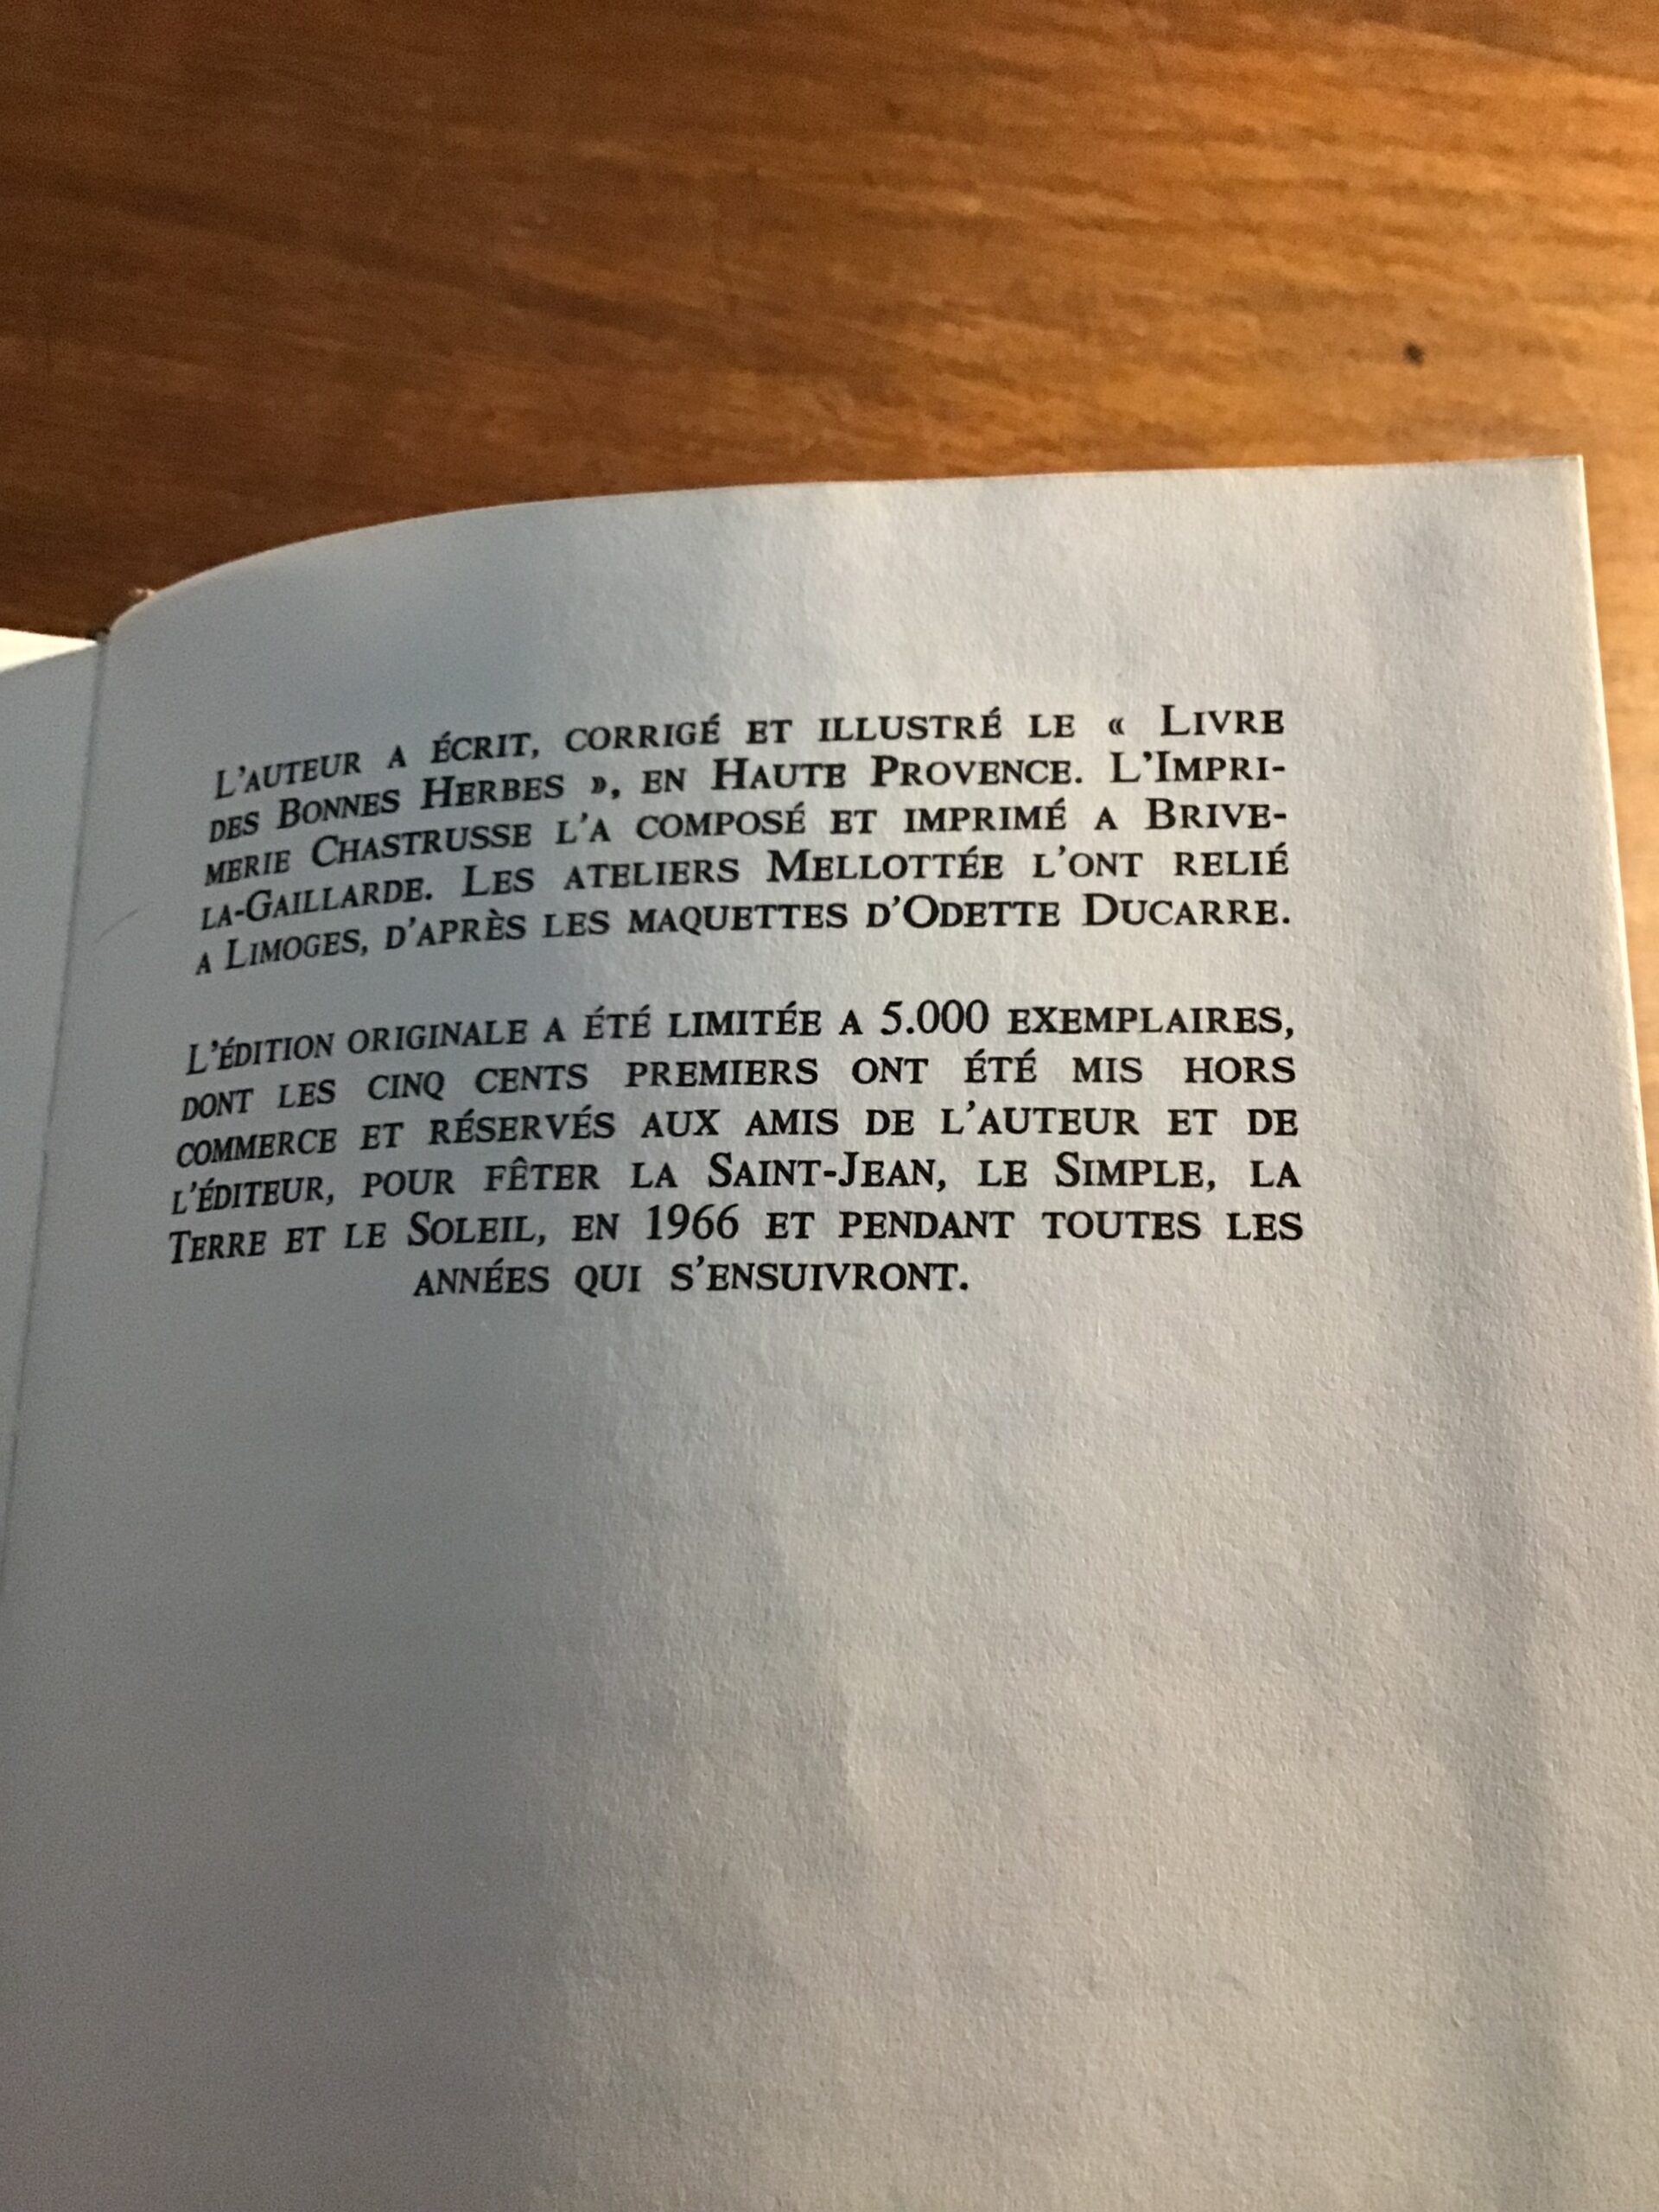 L'AUTEUR A ÉCRIT, CORRIGÉ ET ILLUSTRÉ LE « LIVRE
DES BONNES HERBES », EN HAUTE PROVENCE. L'IMPRI-
MERIE CHASTRUSSE L'A COMPOSÉ ET IMPRIMÉ A BRIVE-
LA-GAILLARDE. LES ATELIERS MELLOTTÉE L'ONT RELIÉ
A LIMOGES, D'APRÈS LES MAQUETTES D'ODETTE DUCARRE.
L'ÉDITION ORIGINALE A ÉTÉ LIMITÉE A 5.000 EXEMPLAIRES,
DONT LES CINQ CENTS PREMIERS ONT ÉTÉ MIS HORS
COMMERCE ET RÉSERVÉS AUX AMIS DE L'AUTEUR ET DE
L'ÉDITEUR, POUR FÊTER LA SAINT-JEAN, LE SIMPLE, LA
TERRE ET LE SOLEIL, EN 1966 ET PENDANT TOUTES LES
ANNÉES QUI S'ENSUIVRONT.